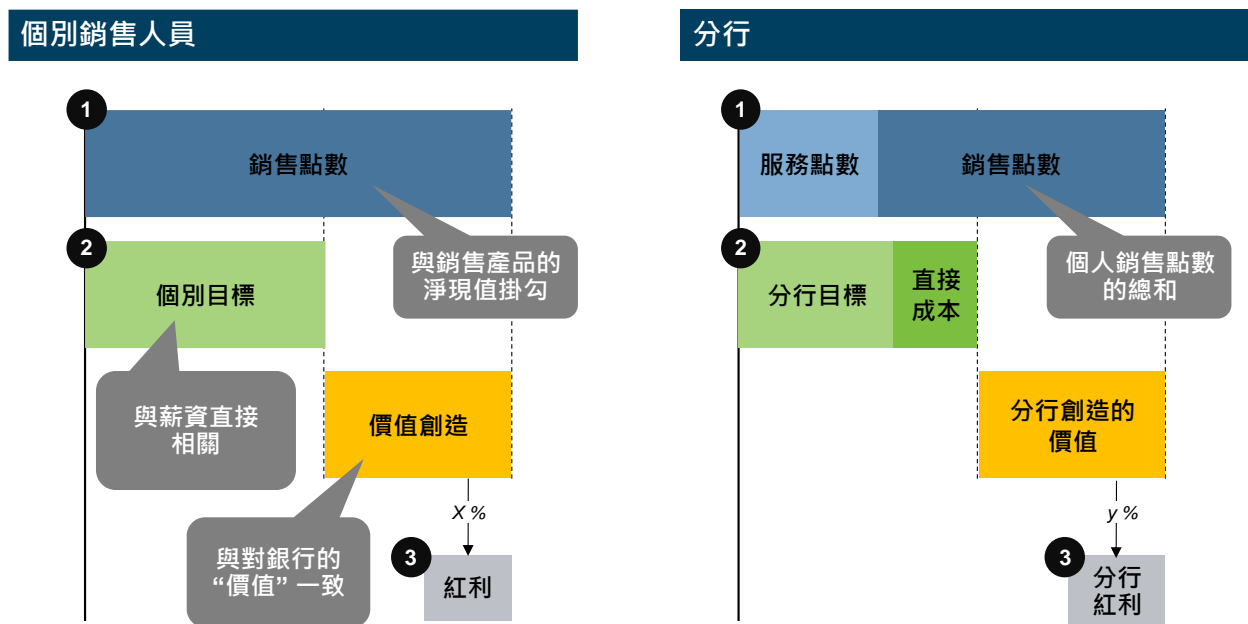 個別銷售人員
1
銷售點數
與銷售產品的
淨現值掛勾
2
個別目標
與薪資直接
相關
價值創造
與對銀行的
“價值” 一致
X %
3
紅利
分行
1
服務點數
銷售點數
個人銷售點數
的總和
2
分行目標
直接
成本
分行創造的
價值
y %
3
分行
紅利